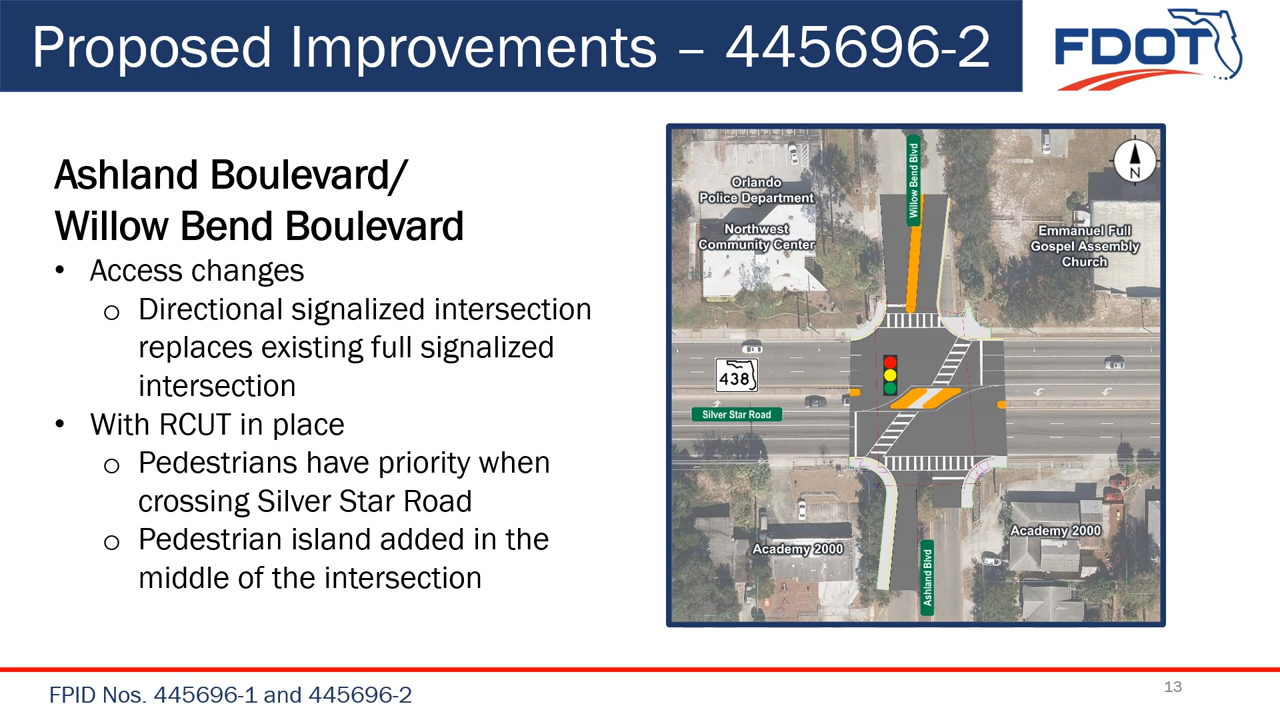 Proposed Improvements – 445696-2
FDOT
Ashland Boulevard/
Willow Bend Boulevard
• Access changes
o Directional signalized intersection
replaces existing full signalized
intersection
• With RCUT in place
o Pedestrians have priority when
crossing Silver Star Road
o Pedestrian island added in the
middle of the intersection
Willow Bend Blvd
N
Orlando
Police Department
Northwest
Community Center
Emmanuel Full
Gospel Assembly
Church
438
Silver Star Road
Academy 2000
Academy 2000
Ashland Blvd
FPID Nos. 445696-1 and 445696-2
13